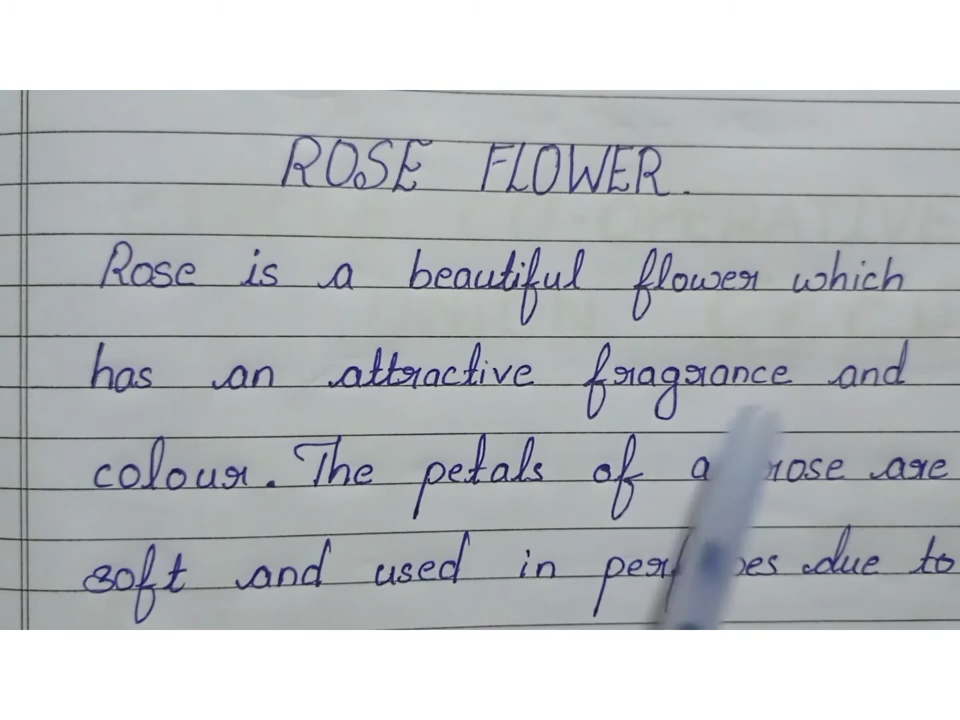 ROSE FLOWER.
Rose is a beautiful flower which
has an attractive fragrance and
colour. The petals of a rose are
soft and used in due to